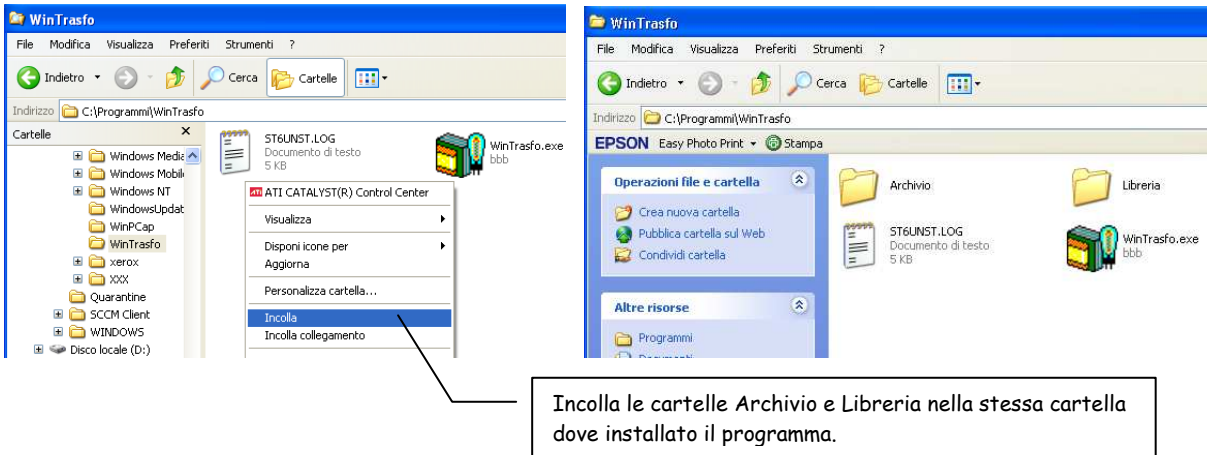 WinTrasfo
File Modifica Visualizza Preferiti Strumenti ?
Indietro Cerca Cartelle
Indirizzo C:\Programmi\WinTrasfo
Cartelle
Windows Media
Windows Mobile
Windows NT
WindowsUpdat
WinPCap
WinTrasfo
xerox
XXX
Quarantine
SCCM Client
WINDOWS
Disco locale (D:)
ST6UNST.LOG
Documento di testo
5 KB
WinTrasfo.exe
bbb
ATI CATALYST(R) Control Center
Visualizza
Disponi icone per
Aggiorna
Personalizza cartella...
Incolla
Incolla collegamento
WinTrasfo
File Modifica Visualizza Preferiti Strumenti ?
Indietro Cerca Cartelle
Indirizzo C:\Programmi\WinTrasfo
EPSON Easy Photo Print Stampa
Operazioni file e cartella
Crea nuova cartella
Pubblica cartella sul Web
Condividi cartella
Altre risorse
Programmi
Documenti
Archivio
Libreria
ST6UNST.LOG
Documento di testo
5 KB
WinTrasfo.exe
bbb
Incolla le cartelle Archivio e Libreria nella stessa cartella
dove installato il programma.